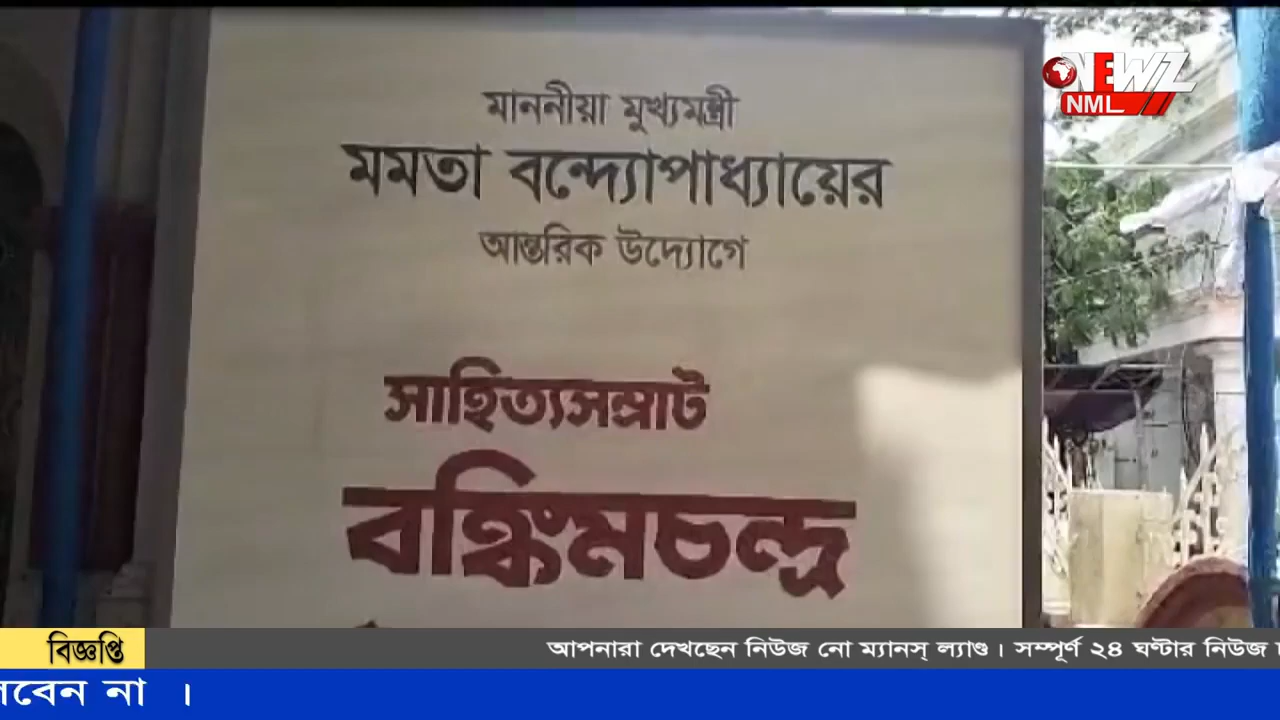 NEWZ
NML
মাননীয়া মুখ্যমন্ত্রী
মমতা বন্দ্যোপাধ্যায়ের
আন্তরিক উদ্যোগে
সাহিত্যসম্রাট
বঙ্কিমচন্দ্র
বিজ্ঞপ্তি
আপনারা দেখছেন নিউজ নো ম্যানস্ ল্যাণ্ড। সম্পূর্ণ ২৪ ঘণ্টার নিউজ
না ।